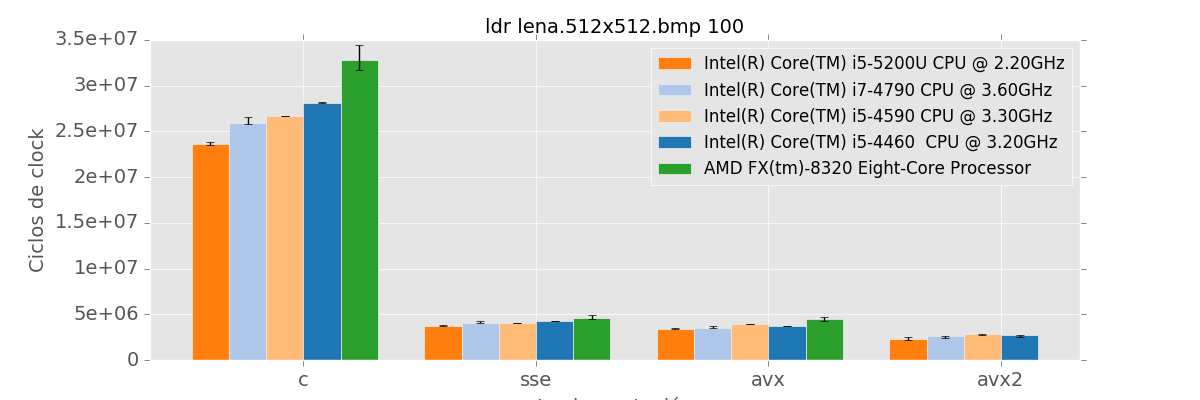 ldr lena.512x512.bmp 100
3.5e+07
3e+07
2.5e+07
2e+07
1.5e+07
1e+07
5e+06
0
Ciclos de clock
Intel(R) Core(TM) i5-5200U CPU @ 2.20GHz
Intel(R) Core(TM) i7-4790 CPU @ 3.60GHz
Intel(R) Core(TM) i5-4590 CPU @ 3.30GHz
Intel(R) Core(TM) i5-4460  CPU @ 3.20GHz
AMD FX(tm)-8320 Eight-Core Processor
c
sse
avx
avx2